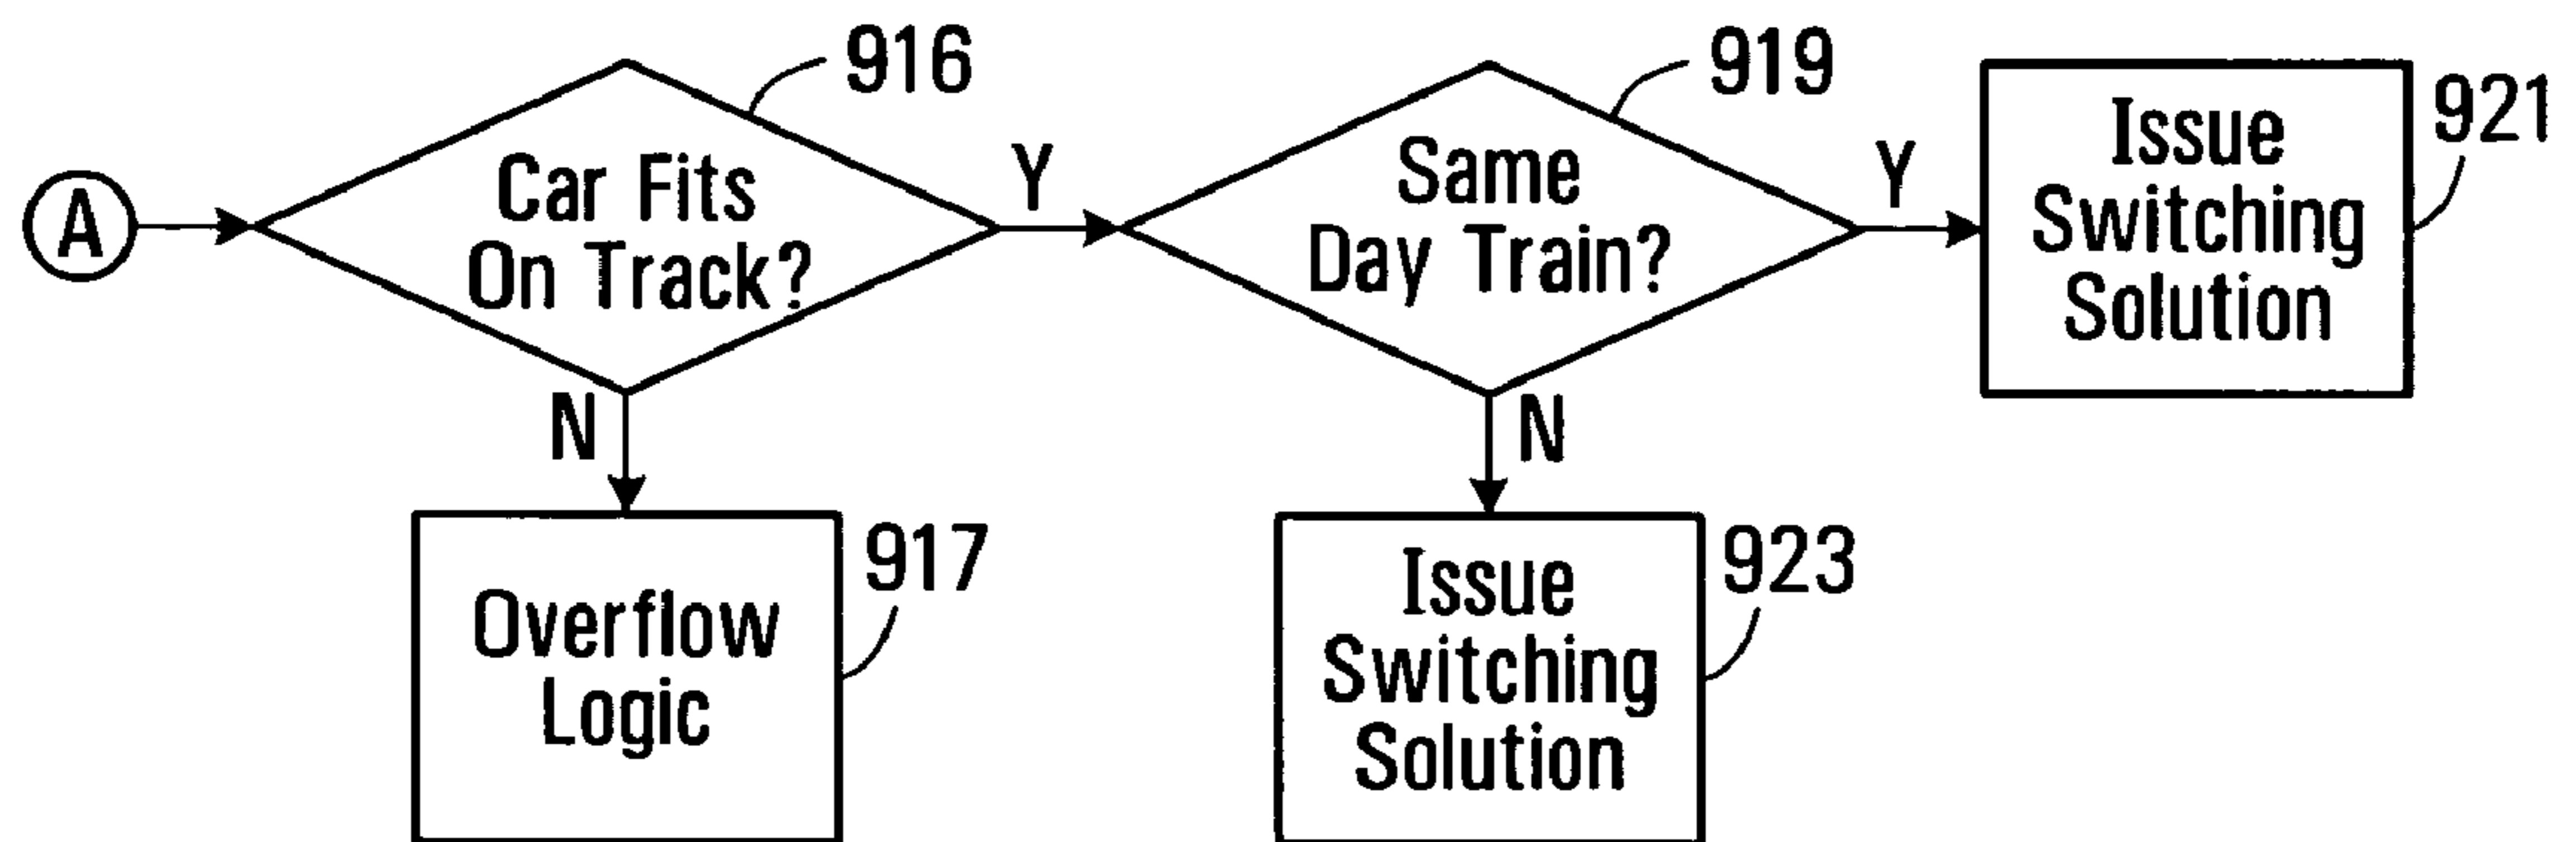 A
916
Car Fits
On Track?
Y
N
917
Overflow
Logic
919
Same
Day Train?
Y
N
921
Issue
Switching
Solution
923
Issue
Switching
Solution